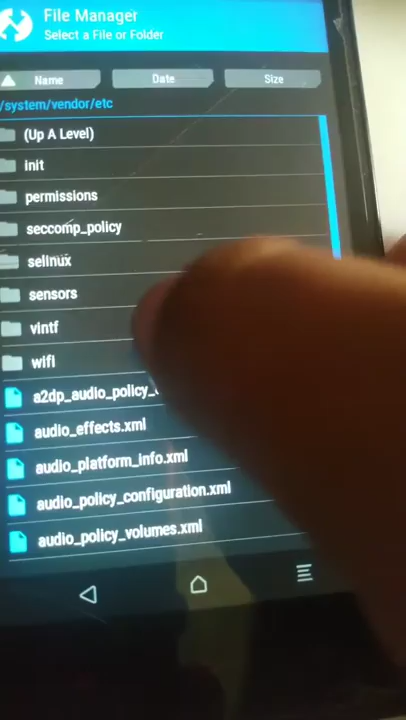 File Manager
Select a File or Folder
Name Date Size
/system/vendor/etc
(Up A Level)
init
permissions
seccomp_policy
selinux
sensors
vintf
wifi
a2dp_audio_policy_
audio_effects.xml
audio_platform_info.xml
audio_policy_configuration.xml
audio_policy_volumes.xml